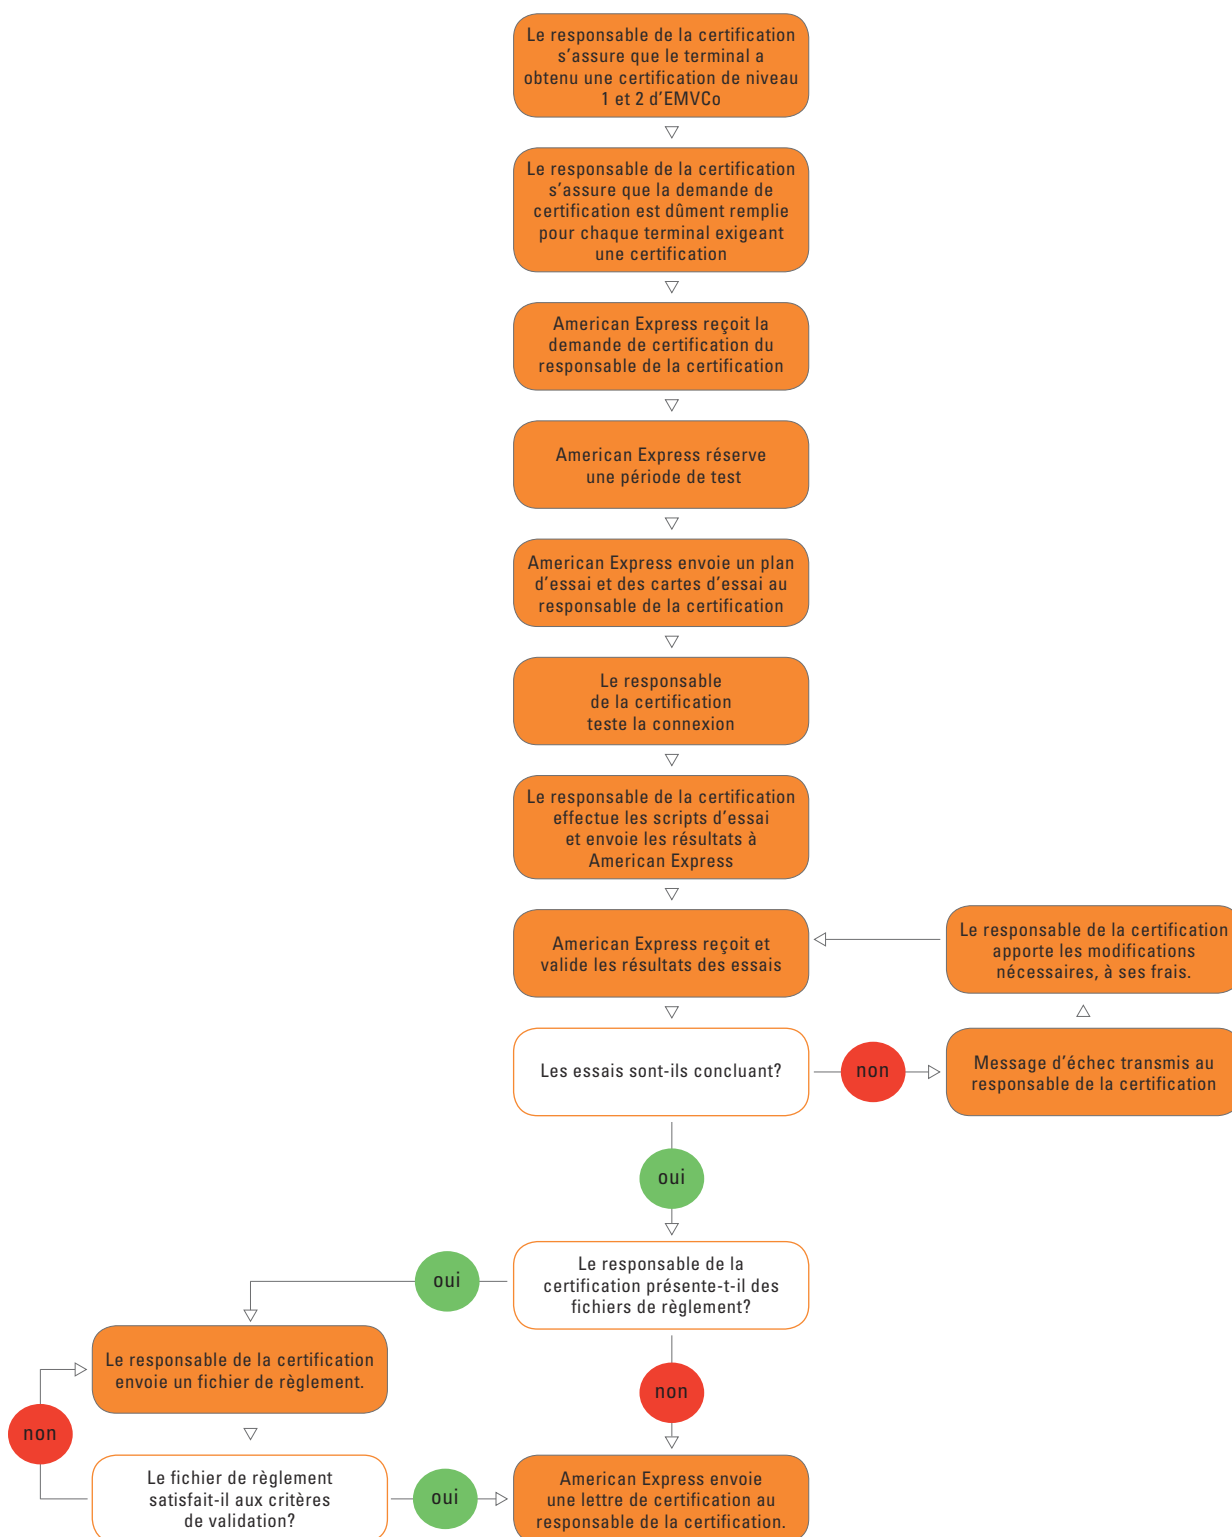 Le responsable de la certification
s’assure que le terminal a
obtenu une certification de niveau
1 et 2 d’EMVCo
Le responsable de la certification
s’assure que la demande de
certification est dûment remplie
pour chaque terminal exigeant
une certification
American Express reçoit la
demande de certification du
responsable de la certification
American Express réserve
une période de test
American Express envoie un plan
d’essai et des cartes d’essai au
responsable de la certification
Le responsable
de la certification
teste la connexion
Le responsable de la certification
effectue les scripts d’essai
et envoie les résultats à
American Express
American Express reçoit et
valide les résultats des essais
Le responsable de la certification
apporte les modifications
nécessaires, à ses frais.
Les essais sont-ils concluant?
non
Message d’échec transmis au
responsable de la certification
oui
Le responsable de la
certification présente-t-il des
fichiers de règlement?
oui
Le responsable de la certification
envoie un fichier de règlement.
non
non
Le fichier de règlement
satisfait-il aux critères
de validation?
oui
American Express envoie
une lettre de certification au
responsable de la certification.